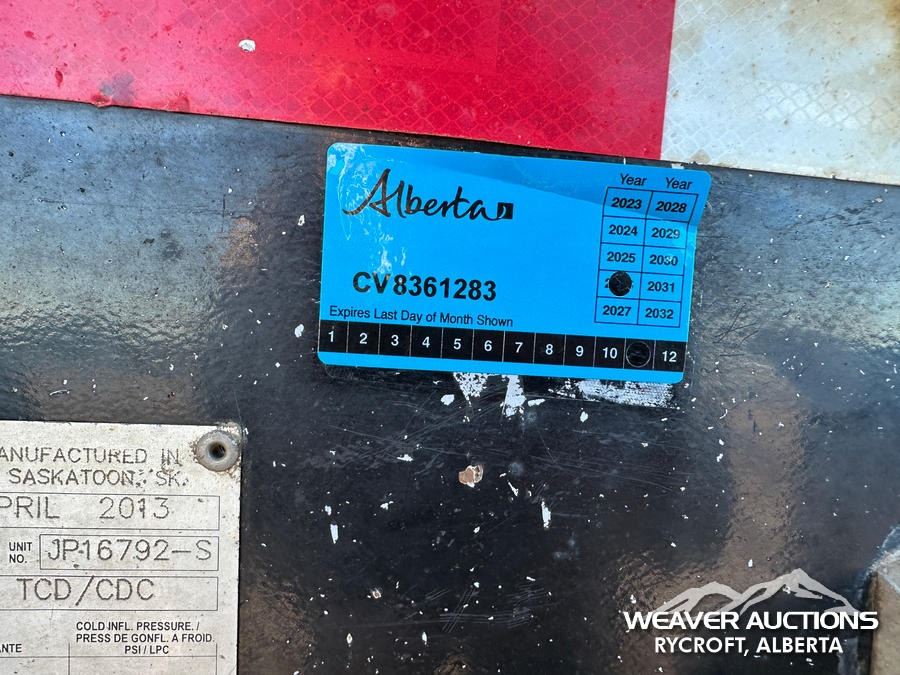 Alberta
Year Year
2023 2028
2024 2029
2025 2030
2031
2027 2032
CV8361283
Expires Last Day of Month Shown
1 2 3 4 5 6 7 8 9 10 12
ANUFACTURED IN
SASKATOON, SK.
PRIL 2013
UNIT NO. JP16792-S
TCD/CDC
COLD INFL. PRESSURE. /
PRESS DE GONFL. A FROID.
ANTE PSI / LPC
WEAVER AUCTIONS
RYCROFT, ALBERTA